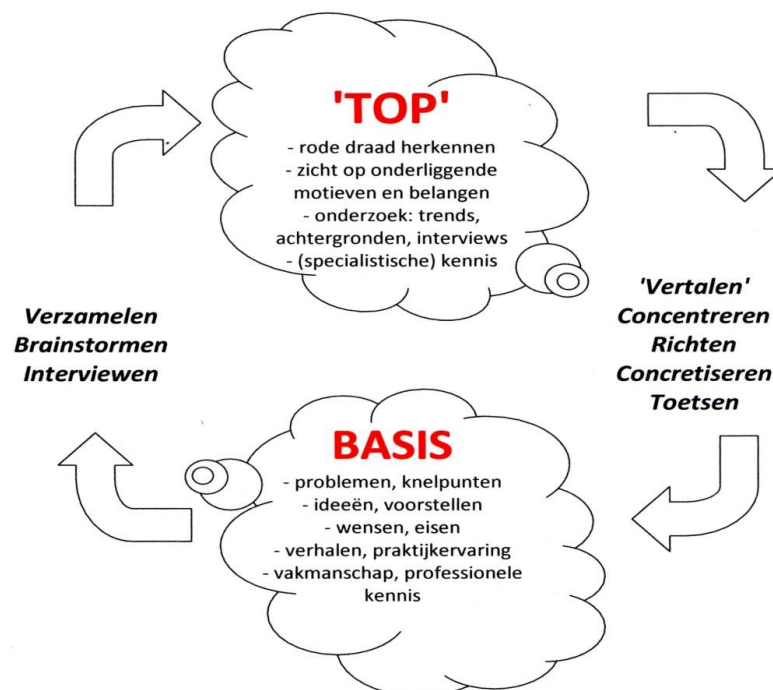 'TOP'
- rode draad herkennen
- zicht op onderliggende
motieven en belangen
- onderzoek: trends,
achtergronden, interviews
- (specialistische) kennis
Verzamelen
Brainstormen
Interviewen
'Vertalen'
Concentreren
Richten
Concretiseren
Toetsen
BASIS
- problemen, knelpunten
- ideeën, voorstellen
- wensen, eisen
- verhalen, praktijkervaring
- vakmanschap, professionele
kennis